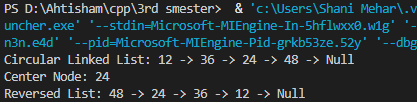 PS D:\Ahtisham\cpp\3rd smester>  & 'c:\Users\Shani Mehar\.v
uncher.exe' '--stdin=Microsoft-MIEngine-In-5hflwxx0.w1g' '-
n3n.e4d' '--pid=Microsoft-MIEngine-Pid-grkb53ze.52y' '--dbg
Circular Linked List: 12 -> 36 -> 24 -> 48 -> Null
Center Node: 24
Reversed List: 48 -> 24 -> 36 -> 12 -> Null